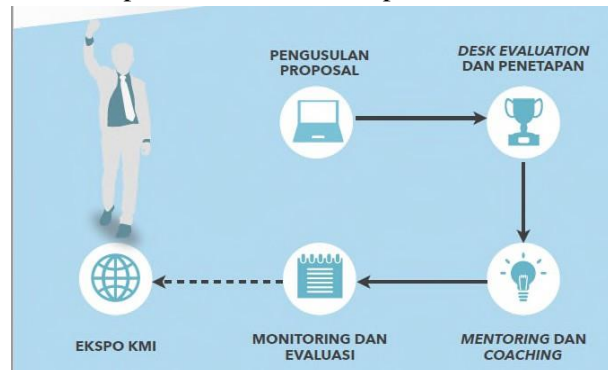 PENGUSULAN
PROPOSAL
DESK EVALUATION
DAN PENETAPAN
MENTORING DAN
COACHING
MONITORING DAN
EVALUASI
EKSPO KMI